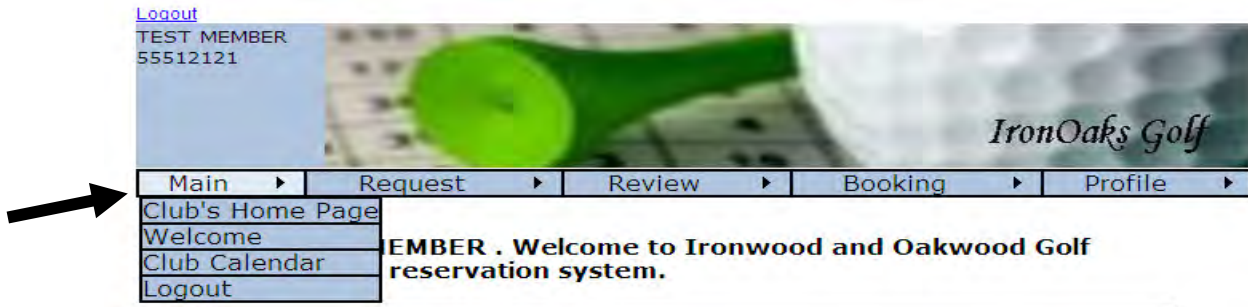 Logout
TEST MEMBER
55512121
IronOaks Golf
Main Request Review Booking Profile
Club's Home Page
Welcome
Club Calendar
Logout
EMBER . Welcome to Ironwood and Oakwood Golf
reservation system.